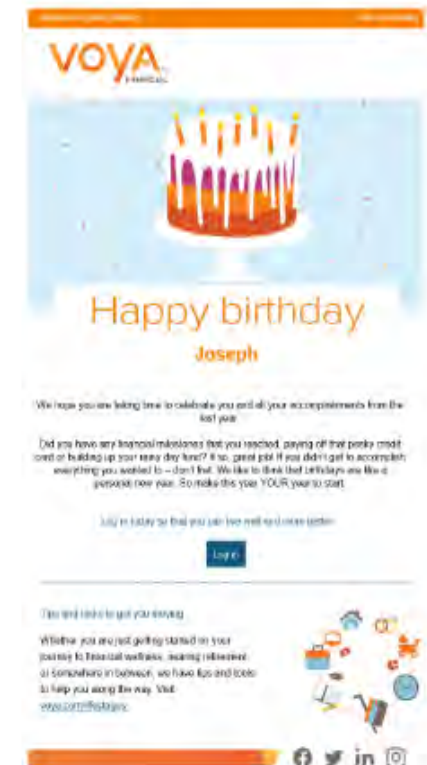 VOYA
FINANCIAL
Happy birthday
Joseph
We hope you are taking time to celebrate you and all your accomplishments from the
last year.
Did you have any financial milestones that you reached, paying off that pesky credit
card or building up your rainy day fund? If so, great job! If you didn't get to accomplish
everything you wanted to – don't fret. We like to think that birthdays are like a
personal new year. So make this year YOUR year to start.
Log in today so that you can live well and
Log in
Tips and tools to get you moving
Whether you are just getting started on your
journey to financial wellness, nearing retirement
or somewhere in between, we have tips and tools
to help you along the way. Visit